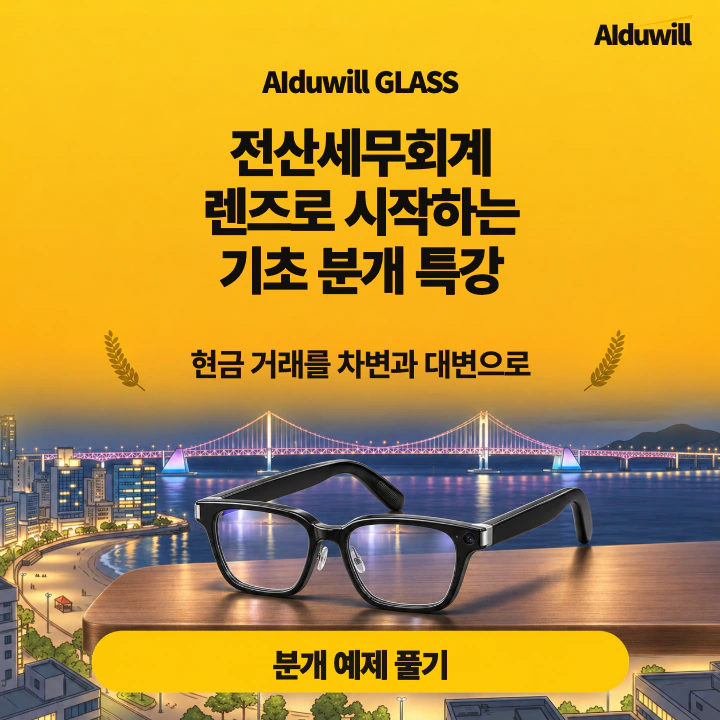 AIduwill
AIduwill GLASS
전산세무회계
렌즈로 시작하는
기초 분개 특강
현금 거래를 차변과 대변으로
분개 예제 풀기